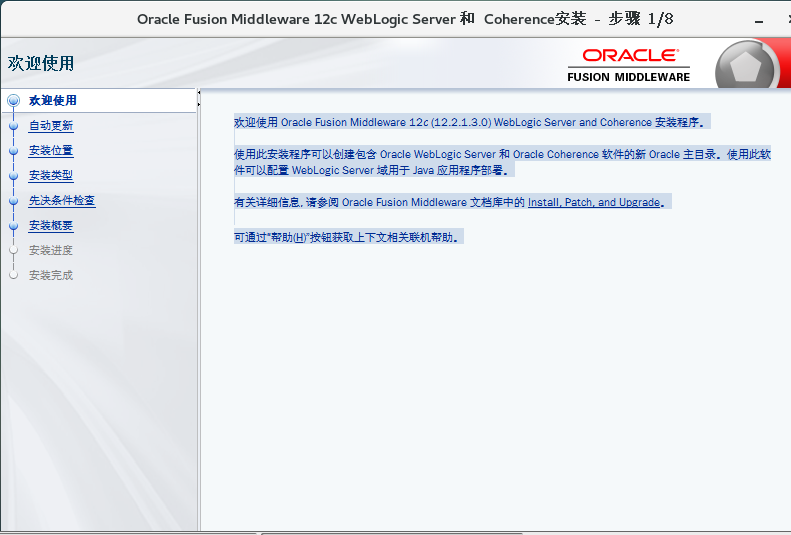 Oracle Fusion Middleware 12c WebLogic Server 和 Coherence安装 - 步骤 1/8
欢迎使用
ORACLE®
FUSION MIDDLEWARE
欢迎使用
自动更新
安装位置
安装类型
先决条件检查
安装概要
安装进度
安装完成
欢迎使用 Oracle Fusion Middleware 12c (12.2.1.3.0) WebLogic Server and Coherence 安装程序。
使用此安装程序可以创建包含 Oracle WebLogic Server 和 Oracle Coherence 软件的新 Oracle 主目录。使用此软
件可以配置 WebLogic Server 域用于 Java 应用程序部署。
有关详细信息, 请参阅 Oracle Fusion Middleware 文档库中的 Install, Patch, and Upgrade。
可通过"帮助(H)"按钮获取上下文相关联机帮助。